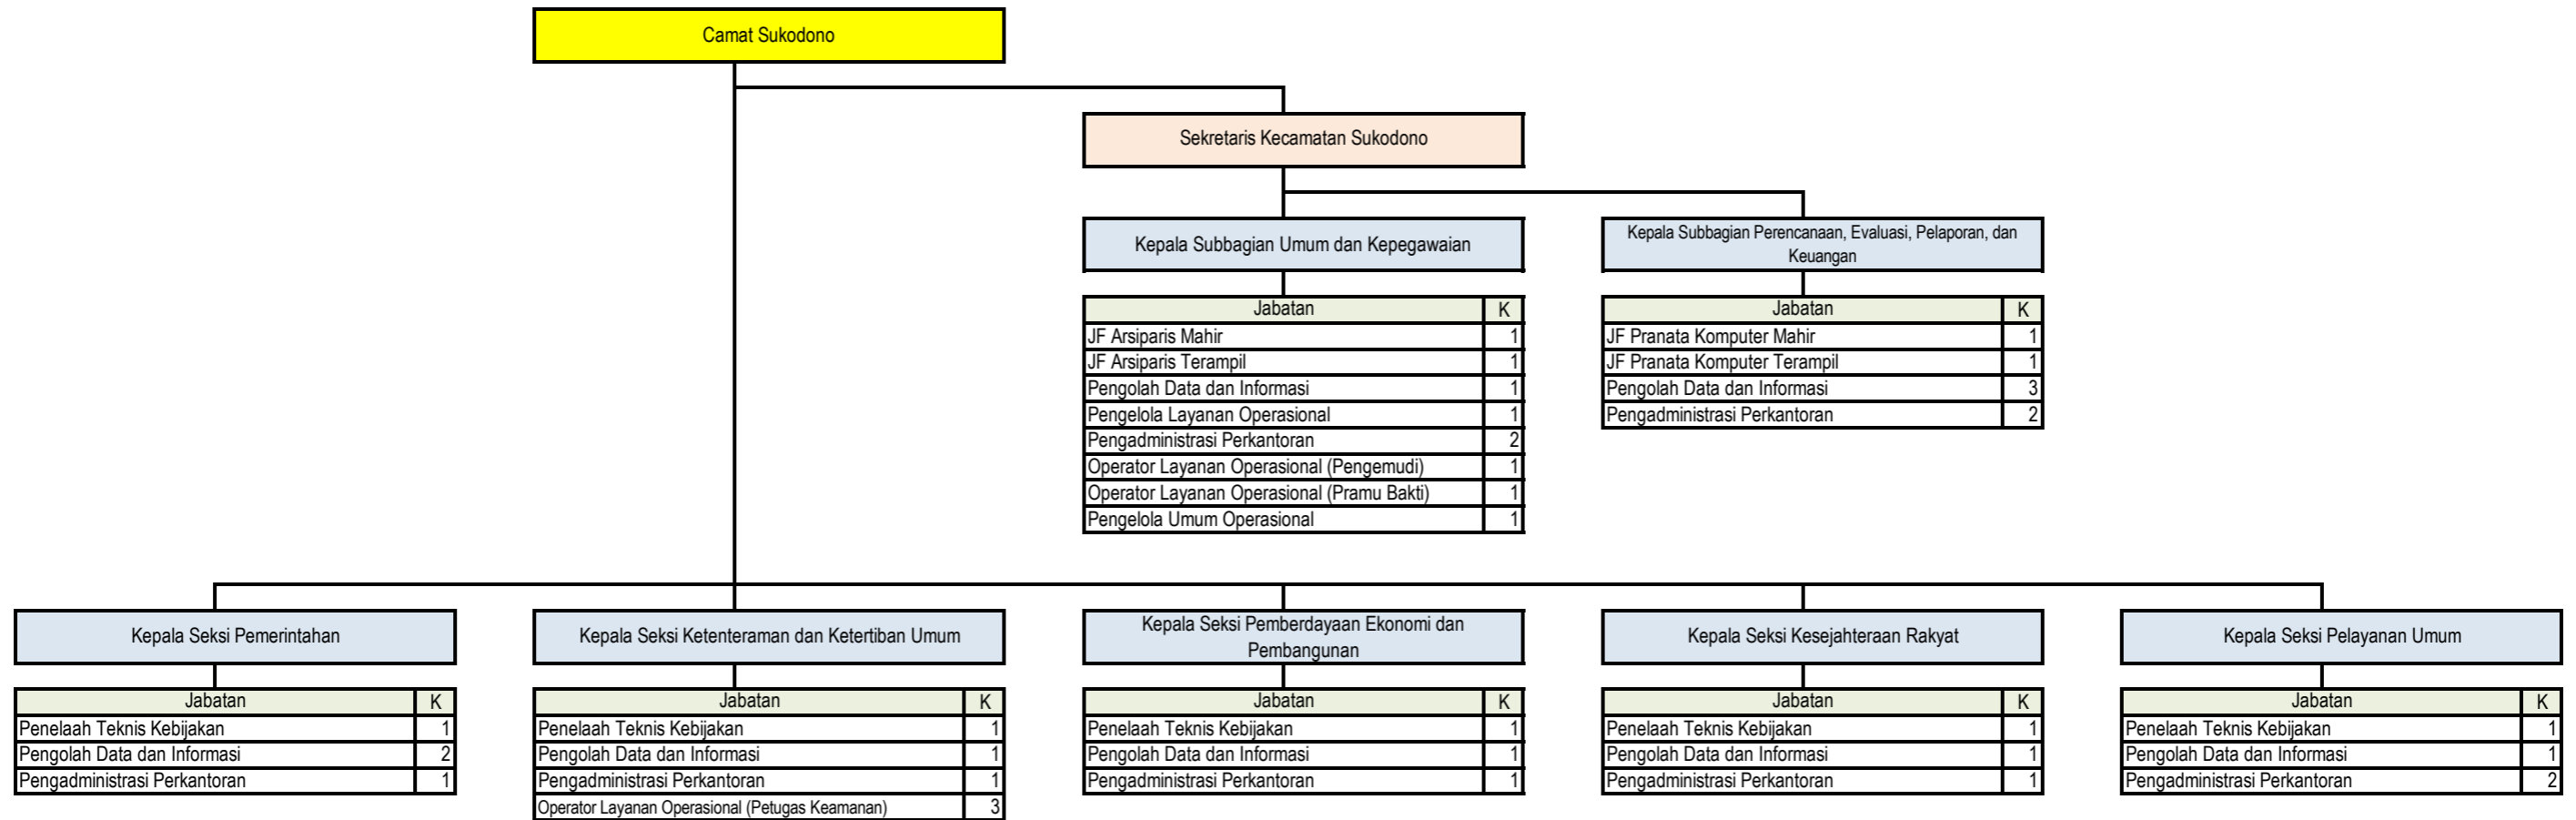 Camat Sukodono
Sekretaris Kecamatan Sukodono
Kepala Subbagian Umum dan Kepegawaian
Jabatan K
JF Arsiparis Mahir 1
JF Arsiparis Terampil 1
Pengolah Data dan Informasi 1
Pengelola Layanan Operasional 1
Pengadministrasi Perkantoran 2
Operator Layanan Operasional (Pengemudi) 1
Operator Layanan Operasional (Pramu Bakti) 1
Pengelola Umum Operasional 1
Kepala Subbagian Perencanaan, Evaluasi, Pelaporan, dan
Keuangan
Jabatan K
JF Pranata Komputer Mahir 1
JF Pranata Komputer Terampil 1
Pengolah Data dan Informasi 3
Pengadministrasi Perkantoran 2
Kepala Seksi Pemerintahan
Jabatan K
Penelaah Teknis Kebijakan 1
Pengolah Data dan Informasi 2
Pengadministrasi Perkantoran 1
Kepala Seksi Ketenteraman dan Ketertiban Umum
Jabatan K
Penelaah Teknis Kebijakan 1
Pengolah Data dan Informasi 1
Pengadministrasi Perkantoran 1
Operator Layanan Operasional (Petugas Keamanan) 3
Kepala Seksi Pemberdayaan Ekonomi dan
Pembangunan
Jabatan K
Penelaah Teknis Kebijakan 1
Pengolah Data dan Informasi 1
Pengadministrasi Perkantoran 1
Kepala Seksi Kesejahteraan Rakyat
Jabatan K
Penelaah Teknis Kebijakan 1
Pengolah Data dan Informasi 1
Pengadministrasi Perkantoran 1
Kepala Seksi Pelayanan Umum
Jabatan K
Penelaah Teknis Kebijakan 1
Pengolah Data dan Informasi 1
Pengadministrasi Perkantoran 2